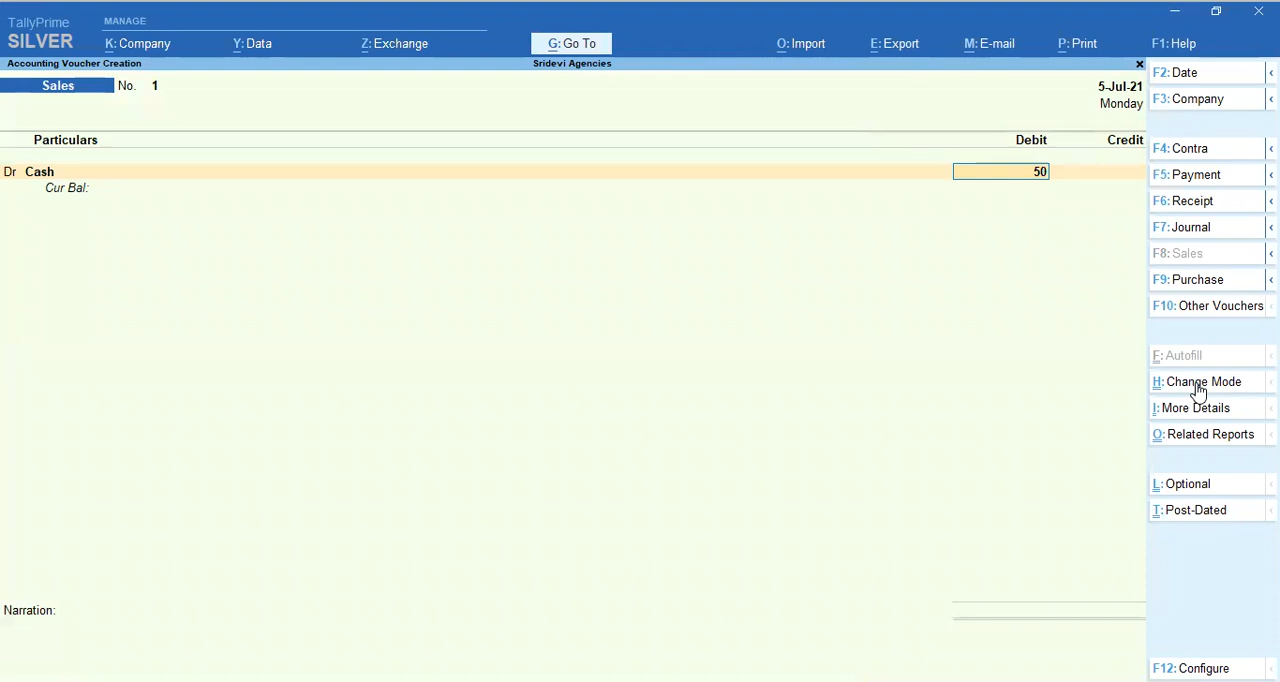 TallyPrime
SILVER
MANAGE
K: Company
Y: Data
Z: Exchange
G: Go To
O: Import
E: Export
M: E-mail
P: Print
F1: Help
Accounting Voucher Creation
Sridevi Agencies
×
Sales
No. 1
5-Jul-21
Monday
Particulars
Debit
Credit
Dr Cash
50
Cur Bal:
Narration:
F2: Date
F3: Company
F4: Contra
F5: Payment
F6: Receipt
F7: Journal
F8: Sales
F9: Purchase
F10: Other Vouchers
F: Autofill
H: Change Mode
I: More Details
O: Related Reports
L: Optional
T: Post-Dated
F12: Configure